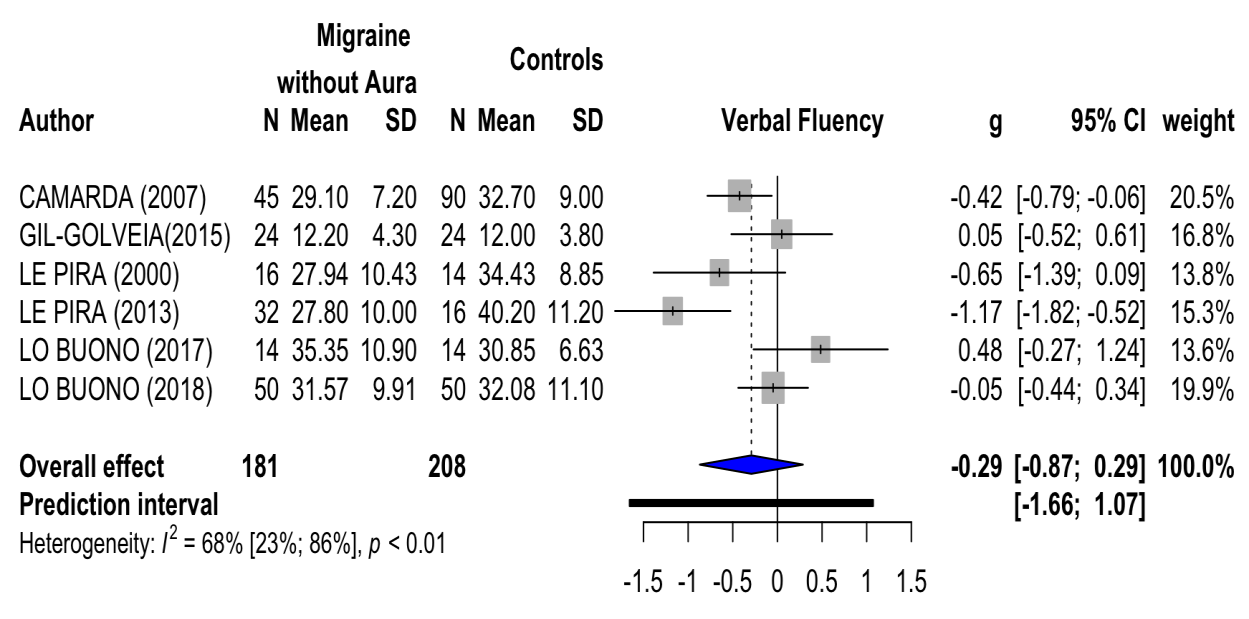 Migraine
without Aura Controls
Author N Mean SD N Mean SD Verbal Fluency g 95% CI weight
CAMARDA (2007) 45 29.10 7.20 90 32.70 9.00 -0.42 [-0.79; -0.06] 20.5%
GIL-GOLVEIA(2015) 24 12.20 4.30 24 12.00 3.80 0.05 [-0.52; 0.61] 16.8%
LE PIRA (2000) 16 27.94 10.43 14 34.43 8.85 -0.65 [-1.39; 0.09] 13.8%
LE PIRA (2013) 32 27.80 10.00 16 40.20 11.20 -1.17 [-1.82; -0.52] 15.3%
LO BUONO (2017) 14 35.35 10.90 14 30.85 6.63 0.48 [-0.27; 1.24] 13.6%
LO BUONO (2018) 50 31.57 9.91 50 32.08 11.10 -0.05 [-0.44; 0.34] 19.9%
Overall effect 181 208 -0.29 [-0.87; 0.29] 100.0%
Prediction interval [-1.66; 1.07]
Heterogeneity: I² = 68% [23%; 86%], p < 0.01
-1.5 -1 -0.5 0 0.5 1 1.5